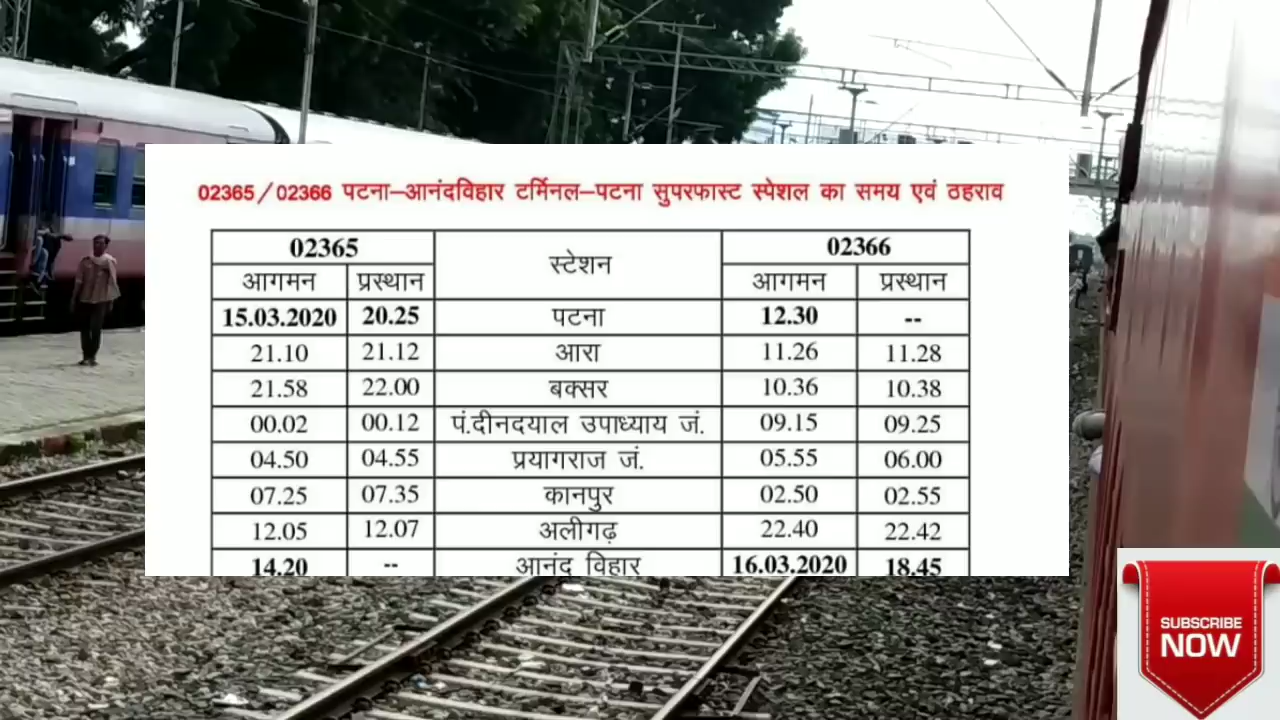 02365/02366 पटना–आनंदविहार टर्मिनल–पटना सुपरफास्ट स्पेशल का समय एवं ठहराव
02365 स्टेशन 02366
आगमन प्रस्थान आगमन प्रस्थान
15.03.2020 20.25 पटना 12.30 --
21.10 21.12 आरा 11.26 11.28
21.58 22.00 बक्सर 10.36 10.38
00.02 00.12 पं.दीनदयाल उपाध्याय जं. 09.15 09.25
04.50 04.55 प्रयागराज जं. 05.55 06.00
07.25 07.35 कानपुर 02.50 02.55
12.05 12.07 अलीगढ़ 22.40 22.42
14.20 -- आनंद विहार 16.03.2020 18.45
SUBSCRIBE
NOW